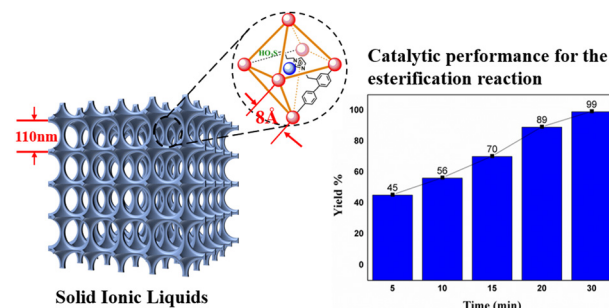 HO₃S
N
N
8Å
110nm
Solid Ionic Liquids
Catalytic performance for the
esterification reaction
Yield %
100
80
60
40
20
0
45
56
70
89
99
5 10 15 20 30
Time (min)